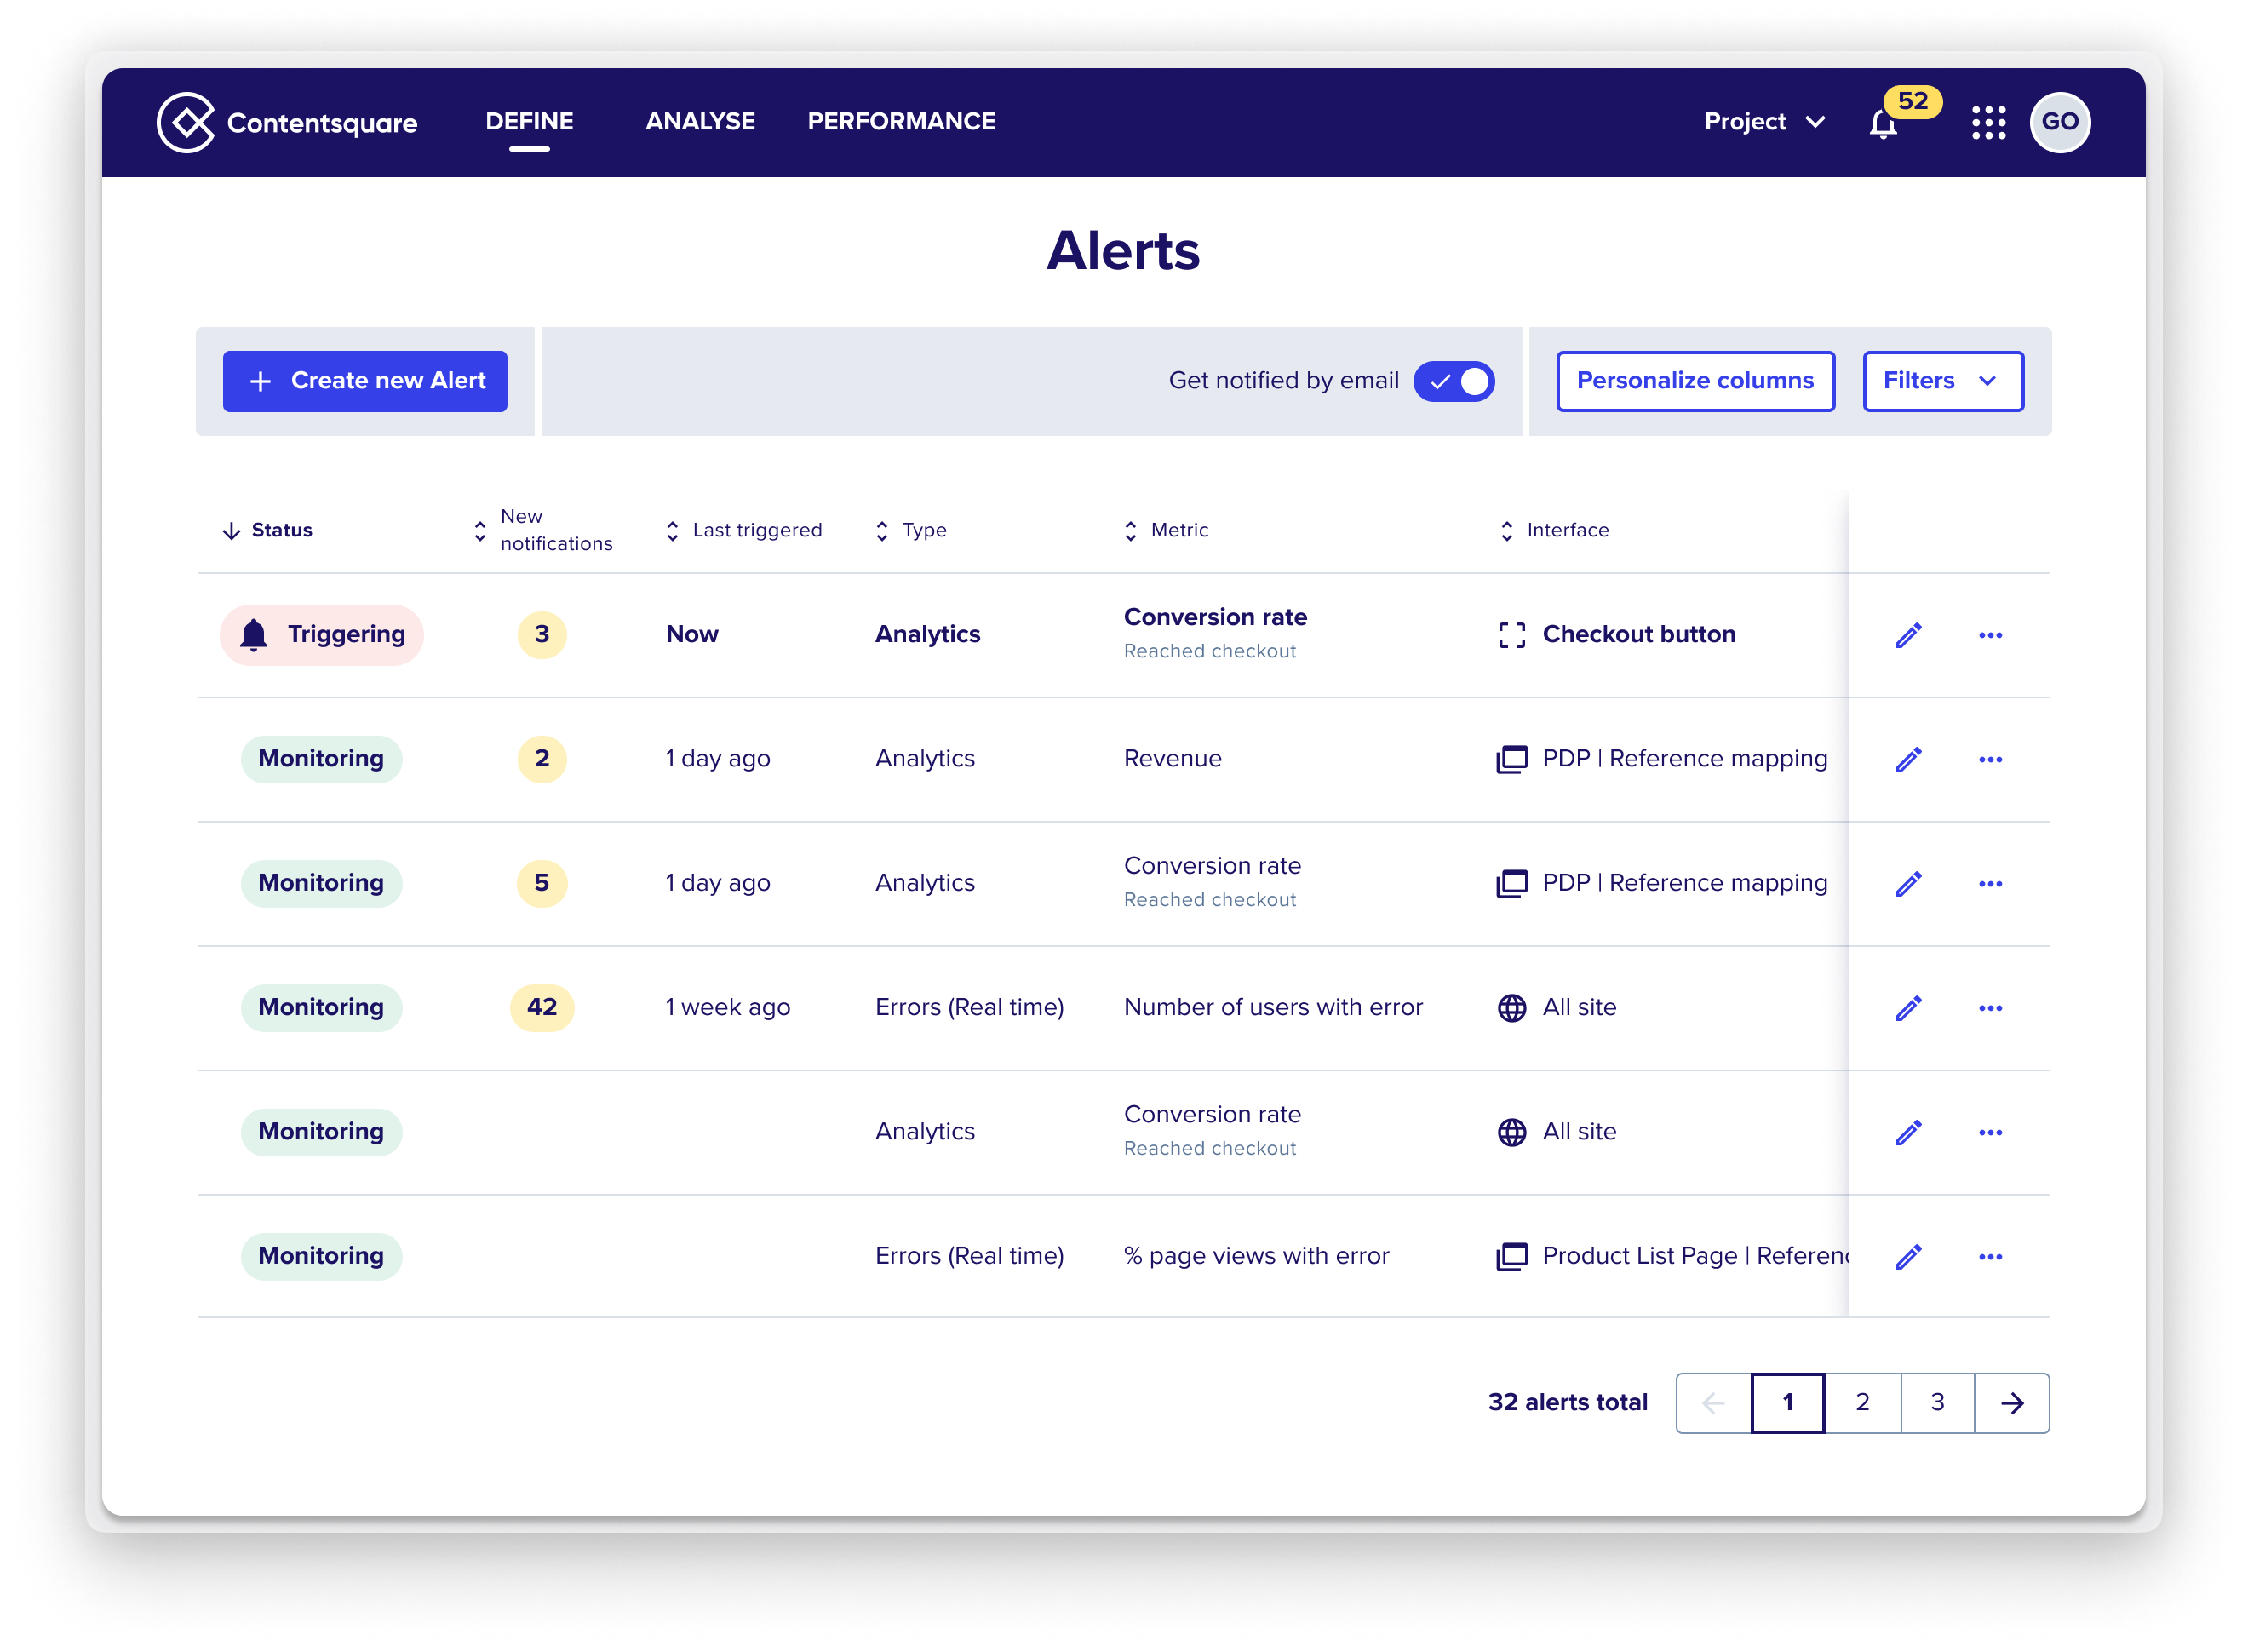 Contentsquare
DEFINE
ANALYSE
PERFORMANCE
Project
52
GO
Alerts
+ Create new Alert
Get notified by email
Personalize columns
Filters
Status
New
notifications
Last triggered
Type
Metric
Interface
Triggering
3
Now
Analytics
Conversion rate
Reached checkout
Checkout button
Monitoring
2
1 day ago
Analytics
Revenue
PDP | Reference mapping
Monitoring
5
1 day ago
Analytics
Conversion rate
Reached checkout
PDP | Reference mapping
Monitoring
42
1 week ago
Errors (Real time)
Number of users with error
All site
Monitoring
Analytics
Conversion rate
Reached checkout
All site
Monitoring
Errors (Real time)
% page views with error
Product List Page |
32 alerts total
1
2
3